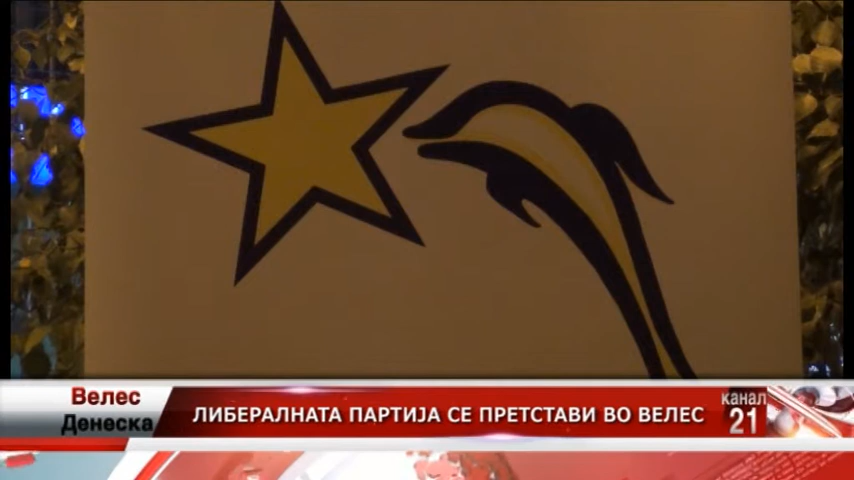 Велес
Денеска
ЛИБЕРАЛНАТА ПАРТИЈА СЕ ПРЕТСТАВИ ВО ВЕЛЕС
канал
21